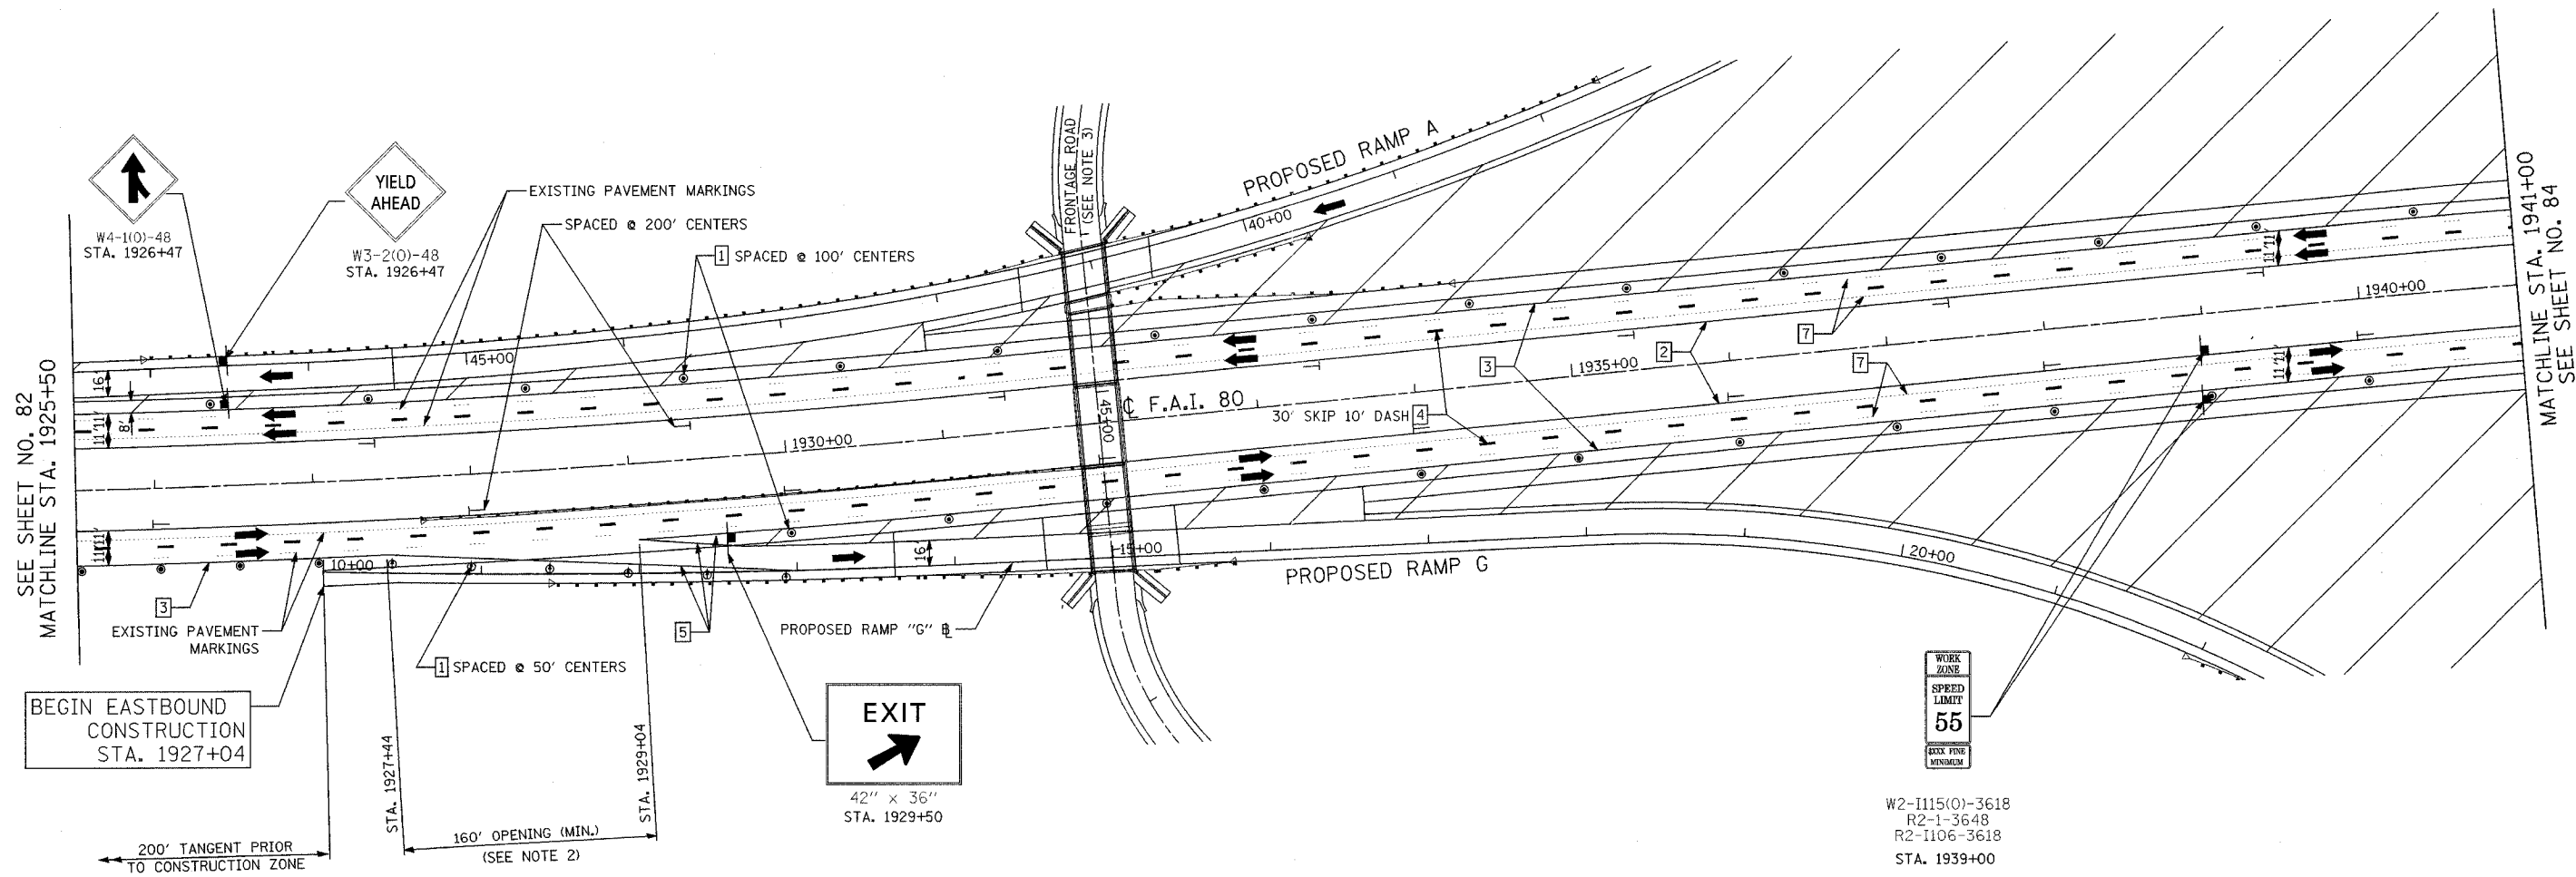 SEE SHEET NO. 82
MATCHLINE STA. 1925+50
W4-1(O)-48
STA. 1926+47
YIELD
AHEAD
W3-2(O)-48
STA. 1926+47
EXISTING PAVEMENT MARKINGS
SPACED @ 200' CENTERS
1 SPACED @ 100' CENTERS
FRONTAGE ROAD
(SEE NOTE 3)
PROPOSED RAMP A
40+00
45+00
16'
11'
11'
8'
1930+00
45+00
℄ F.A.I. 80
30' SKIP 10' DASH 4
3
2
7
7
1935+00
1940+00
11'
11'
11'
11'
MATCHLINE STA. 1941+00
SEE SHEET NO. 84
11'
11'
3
10+00
EXISTING PAVEMENT
MARKINGS
1 SPACED @ 50' CENTERS
5
16'
15+00
PROPOSED RAMP "G" ⅊
PROPOSED RAMP G
20+00
BEGIN EASTBOUND
CONSTRUCTION
STA. 1927+04
STA. 1927+44
STA. 1929+04
200' TANGENT PRIOR
TO CONSTRUCTION ZONE
160' OPENING (MIN.)
(SEE NOTE 2)
EXIT
42" x 36"
STA. 1929+50
WORK
ZONE
SPEED
LIMIT
55
$XXX FINE
MINIMUM
W2-I115(O)-3618
R2-1-3648
R2-I106-3618
STA. 1939+00